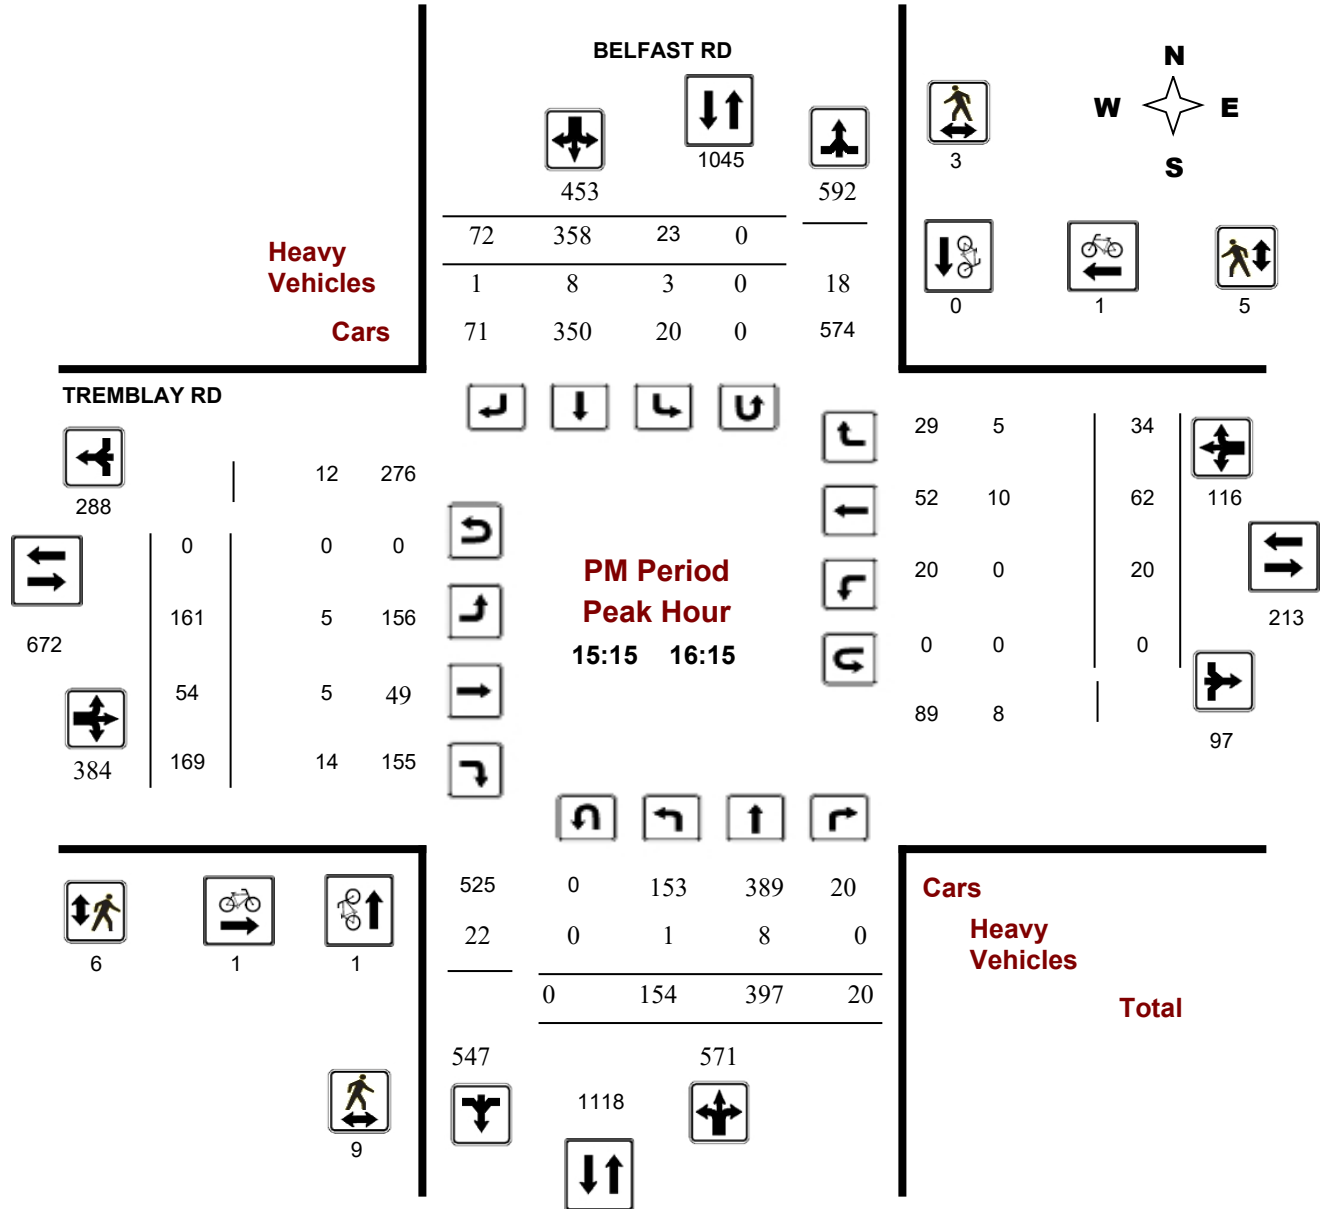 BELFAST RD
N
W E
S
1045
3
453 592
72 358 23 0
Heavy
Vehicles
1 8 3 0 18
0 1 5
Cars
71 350 20 0 574
TREMBLAY RD
29 5 34
12 276
288
52 10 62 116
0 0 0
PM Period
20 0 20
Peak Hour
161 5 156
213
672
15:15 16:15
0 0 0
54 5 49
89 8
97
384 169 14 155
525 0 153 389 20
Cars
22 0 1 8 0
Heavy
Vehicles
6 1 1
0 154 397 20
Total
547 571
1118
9